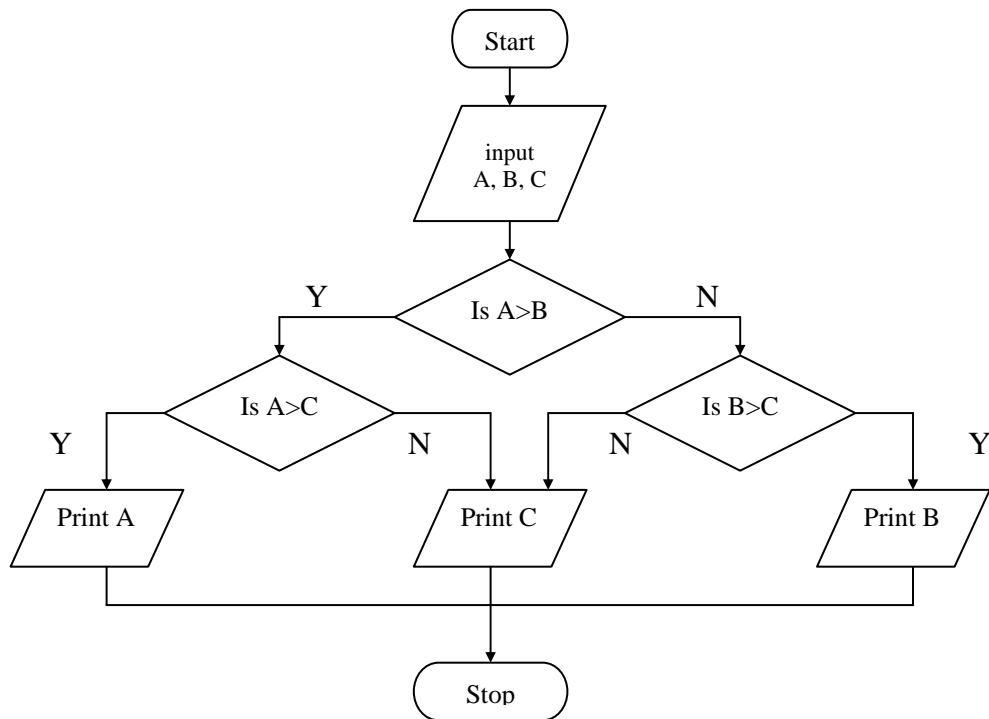 Start
input
A, B, C
Y
Is A>B
N
Is A>C
Is B>C
Y
N
N
Y
Print A
Print C
Print B
Stop